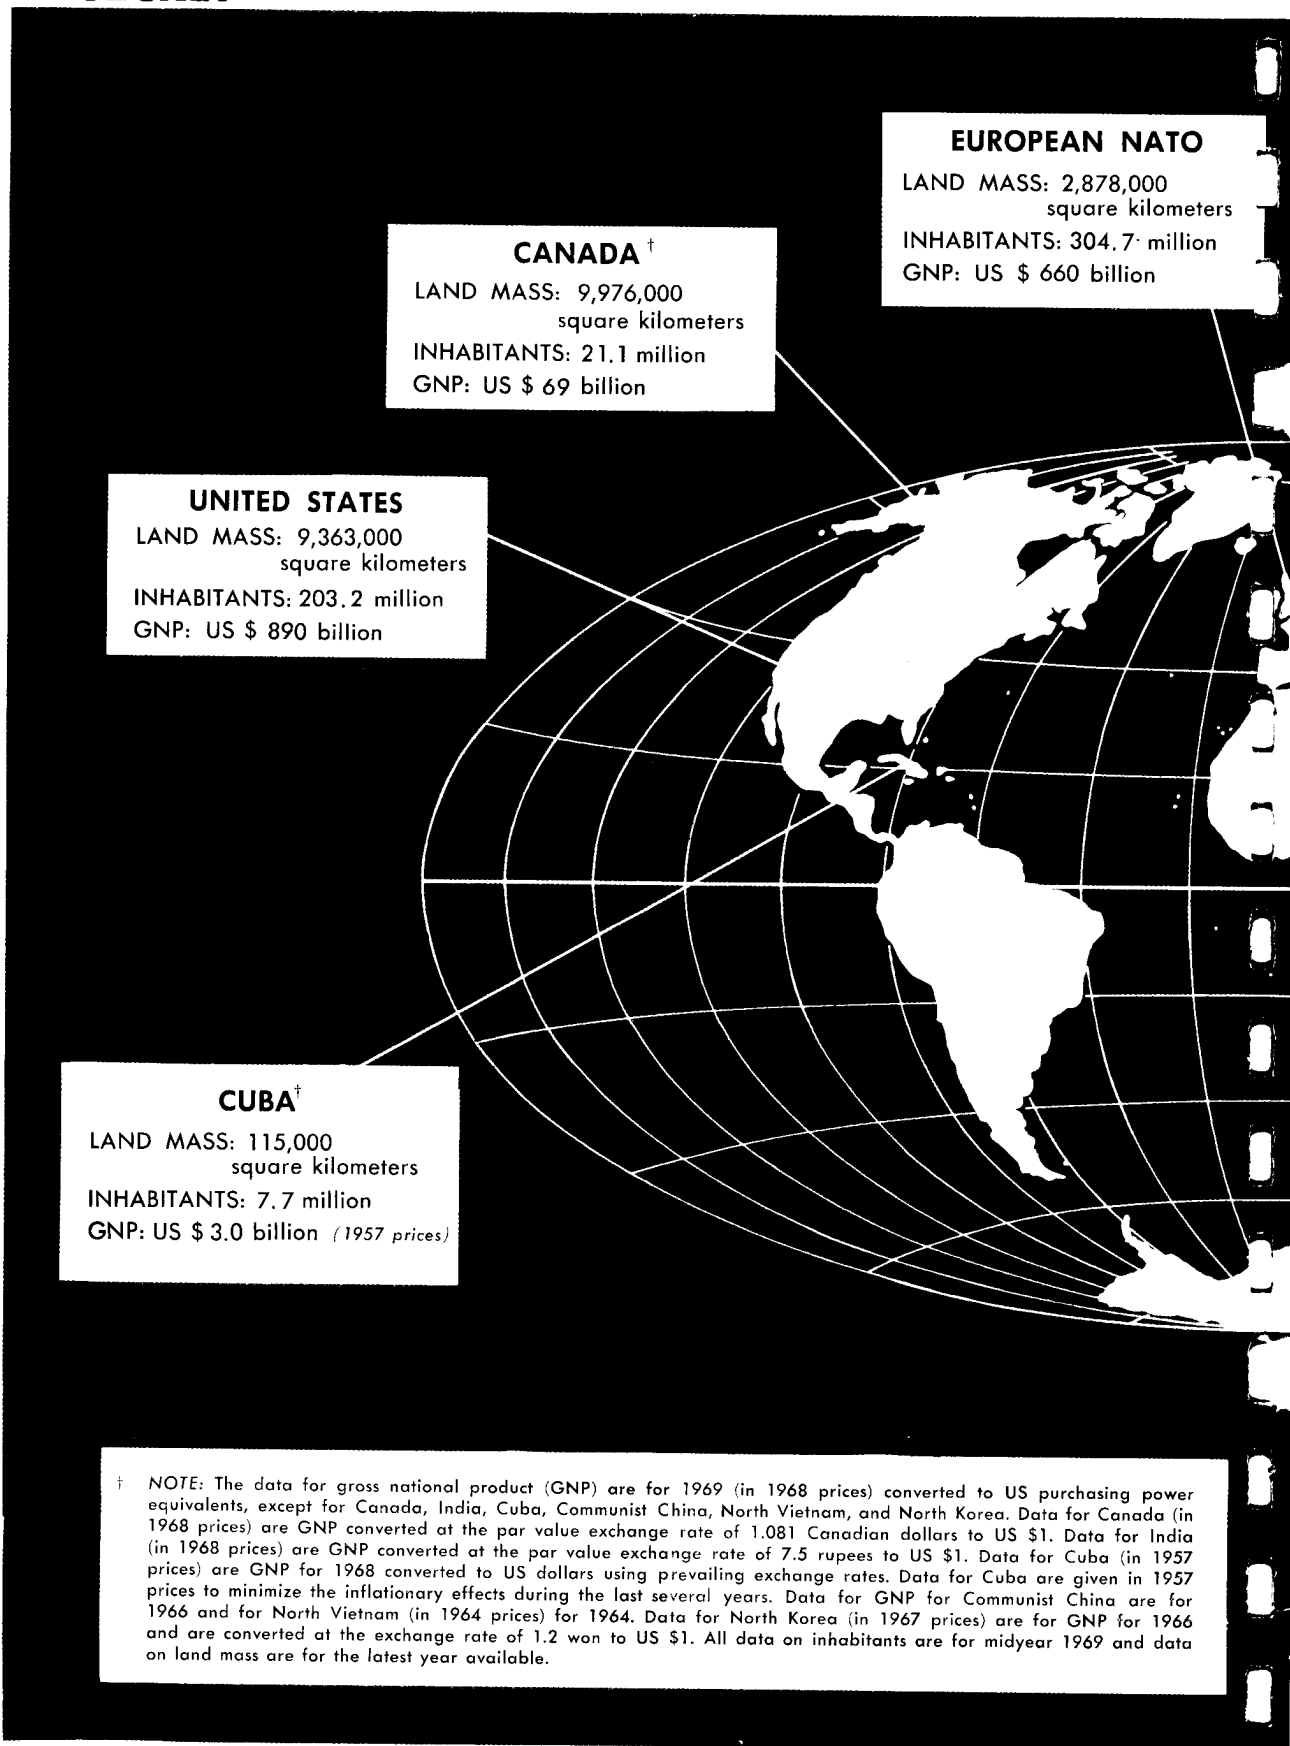 EUROPEAN NATO
LAND MASS: 2,878,000
square kilometers
INHABITANTS: 304.7 million
GNP: US $ 660 billion
CANADA †
LAND MASS: 9,976,000
square kilometers
INHABITANTS: 21.1 million
GNP: US $ 69 billion
UNITED STATES
LAND MASS: 9,363,000
square kilometers
INHABITANTS: 203.2 million
GNP: US $ 890 billion
CUBA†
LAND MASS: 115,000
square kilometers
INHABITANTS: 7.7 million
GNP: US $ 3.0 billion (1957 prices)
† NOTE: The data for gross national product (GNP) are for 1969 (in 1968 prices) converted to US purchasing power
equivalents, except for Canada, India, Cuba, Communist China, North Vietnam, and North Korea. Data for Canada (in
1968 prices) are GNP converted at the par value exchange rate of 1.081 Canadian dollars to US $1. Data for India
(in 1968 prices) are GNP converted at the par value exchange rate of 7.5 rupees to US $1. Data for Cuba (in 1957
prices) are GNP for 1968 converted to US dollars using prevailing exchange rates. Data for Cuba are given in 1957
prices to minimize the inflationary effects during the last several years. Data for GNP for Communist China are for
1966 and for North Vietnam (in 1964 prices) for 1964. Data for North Korea (in 1967 prices) are for GNP for 1966
and are converted at the exchange rate of 1.2 won to US $1. All data on inhabitants are for midyear 1969 and data
on land mass are for the latest year available.